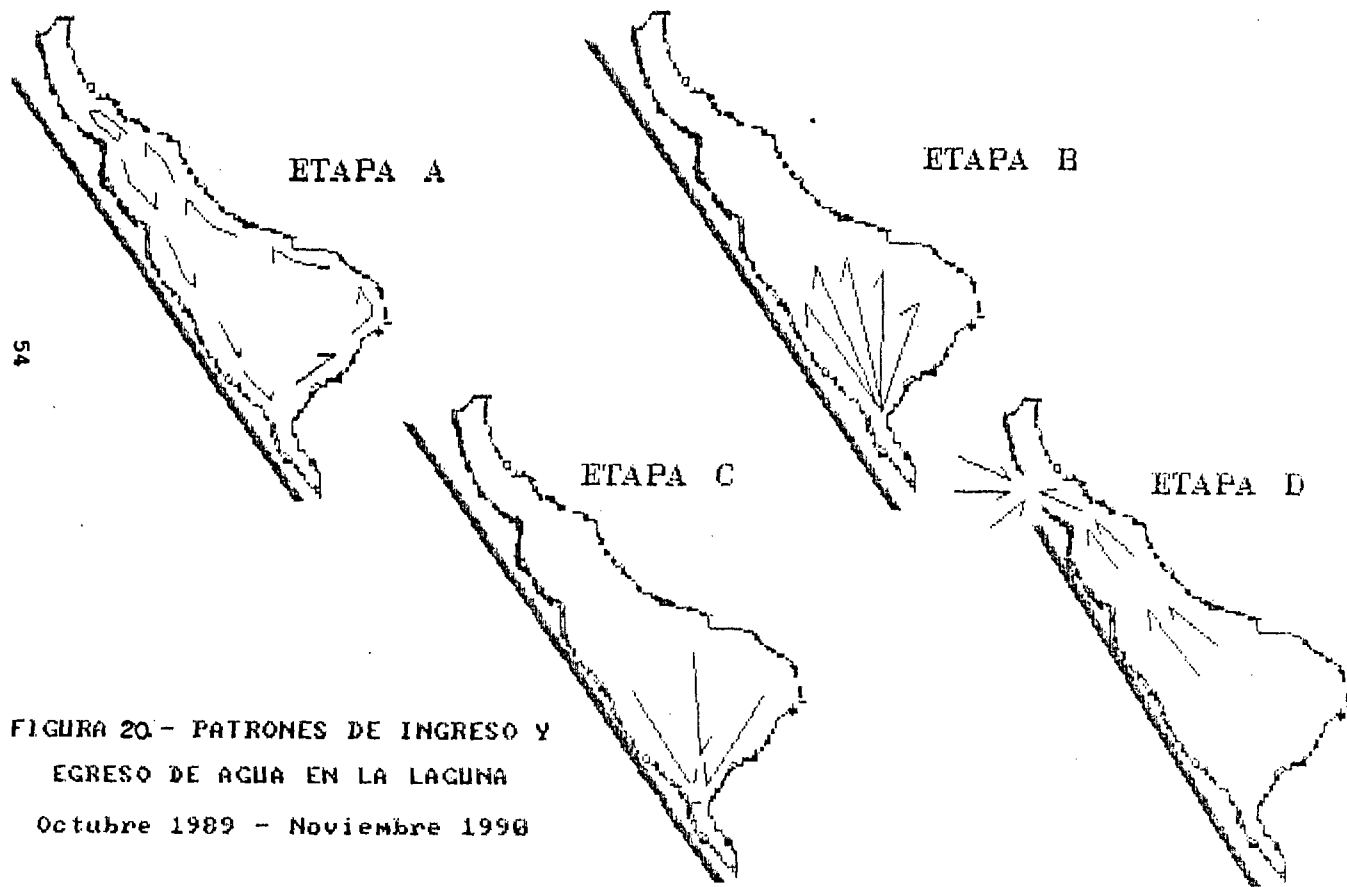 ETAPA A
ETAPA B
ETAPA C
ETAPA D
54
FIGURA 20.- PATRONES DE INGRESO Y
EGRESO DE AGUA EN LA LAGUNA
Octubre 1989 - Noviembre 1990